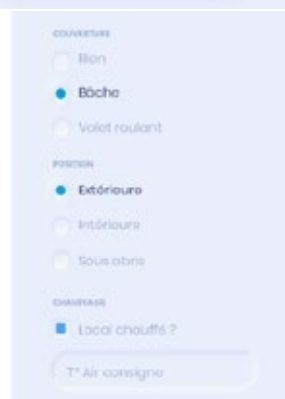 COUVERTURE
Rien
Bâche
Volet roulant
POSITION
Extérieure
Intérieure
Sous abris
CHAUFFAGE
Local chauffé ?
T° Air consigne